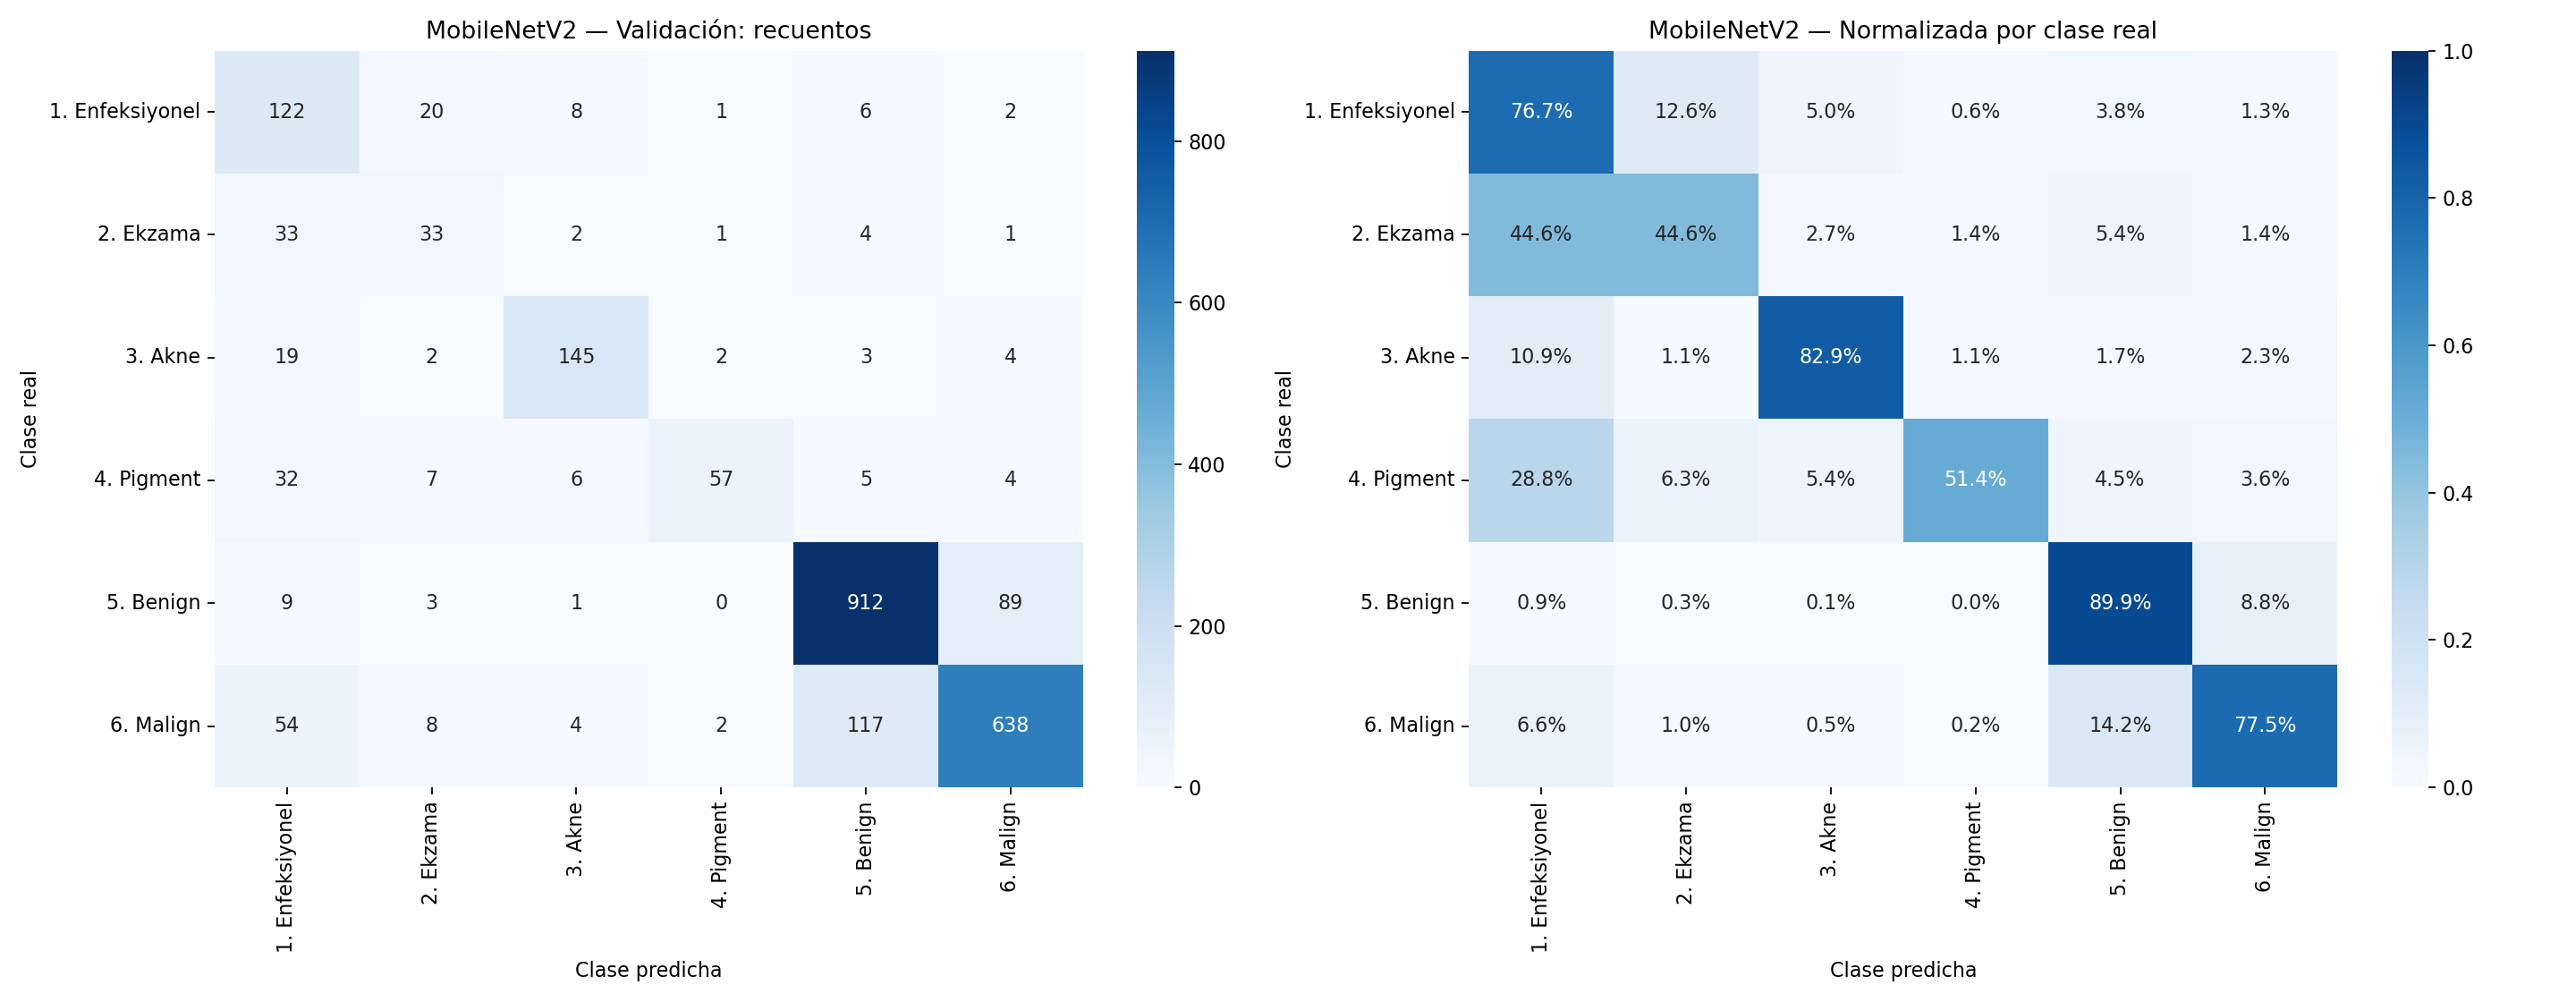 MobileNetV2 — Validación: recuentos
Clase real
1. Enfeksiyonel 122 20 8 1 6 2
2. Ekzama 33 33 2 1 4 1
3. Akne 19 2 145 2 3 4
4. Pigment 32 7 6 57 5 4
5. Benign 9 3 1 0 912 89
6. Malign 54 8 4 2 117 638
1. Enfeksiyonel
2. Ekzama
3. Akne
4. Pigment
5. Benign
6. Malign
Clase predicha
800
600
400
200
0
MobileNetV2 — Normalizada por clase real
Clase real
1. Enfeksiyonel 76.7% 12.6% 5.0% 0.6% 3.8% 1.3%
2. Ekzama 44.6% 44.6% 2.7% 1.4% 5.4% 1.4%
3. Akne 10.9% 1.1% 82.9% 1.1% 1.7% 2.3%
4. Pigment 28.8% 6.3% 5.4% 51.4% 4.5% 3.6%
5. Benign 0.9% 0.3% 0.1% 0.0% 89.9% 8.8%
6. Malign 6.6% 1.0% 0.5% 0.2% 14.2% 77.5%
1. Enfeksiyonel
2. Ekzama
3. Akne
4. Pigment
5. Benign
6. Malign
Clase predicha
1.0
0.8
0.6
0.4
0.2
0.0